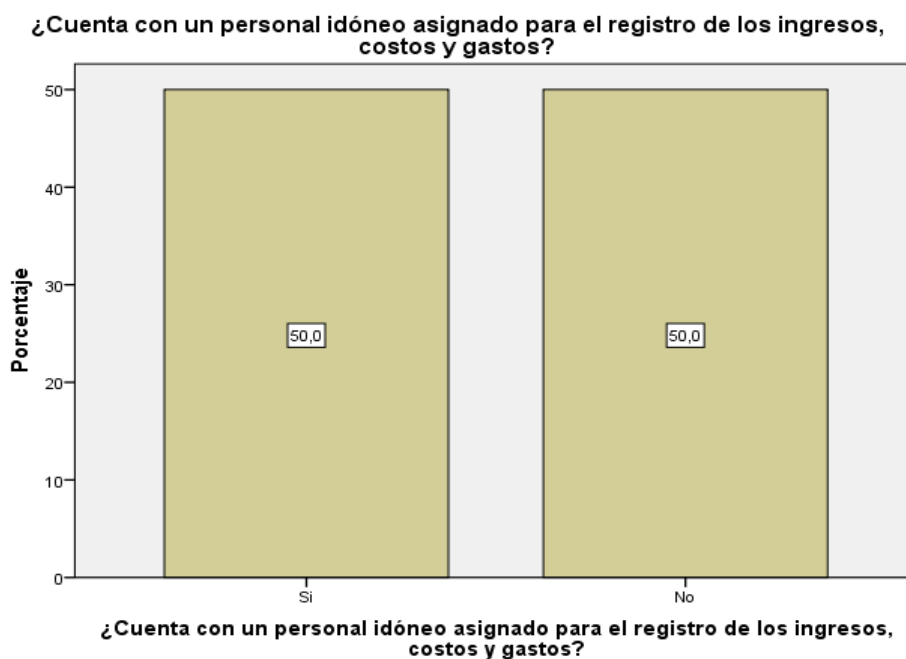 ¿Cuenta con un personal idóneo asignado para el registro de los ingresos,
costos y gastos?
Porcentaje
50
40
30
20
10
0
50,0
50,0
Si
No
¿Cuenta con un personal idóneo asignado para el registro de los ingresos,
costos y gastos?